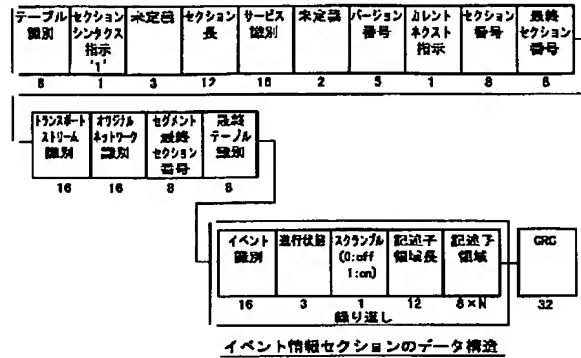 テーブル
識別
セクション
シンタクス
指示
'1'
未定義
セクション
長
サービス
識別
未定義
バージョン
番号
カレント
ネクスト
指示
セクション
番号
最終
セクション
番号
8 1 3 12 16 2 5 1 8 8
トランスポート
ストリーム
識別
オリジナル
ネットワーク
識別
セグメント
最終
セクション
番号
最終
テーブル
識別
16 16 8 8
イベント
識別
進行状態
スクランブル
(0:off
1:on)
記述子
領域長
記述子
領域
CRC
16 3 1 12 8×N 32
繰り返し
イベント情報セクションのデータ構造